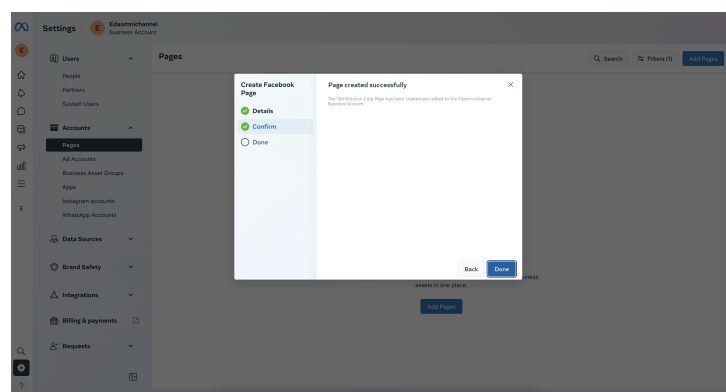 Settings
E
Edaomnichannel
Business Account
E
Users
People
Partners
System Users
Accounts
Pages
Ad Accounts
Business Asset Groups
Apps
Instagram accounts
WhatsApp Accounts
E
Data Sources
Brand Safety
Integrations
Billing & payments
Requests
?
Pages
Search
Filters (1)
Add Pages
Create Facebook
Page
Details
Confirm
Done
Page created successfully
The TechSolution Corp Page has been created and added to the Edaomnichannel
Business Account.
Back
Done
assets in one place.
Add Pages